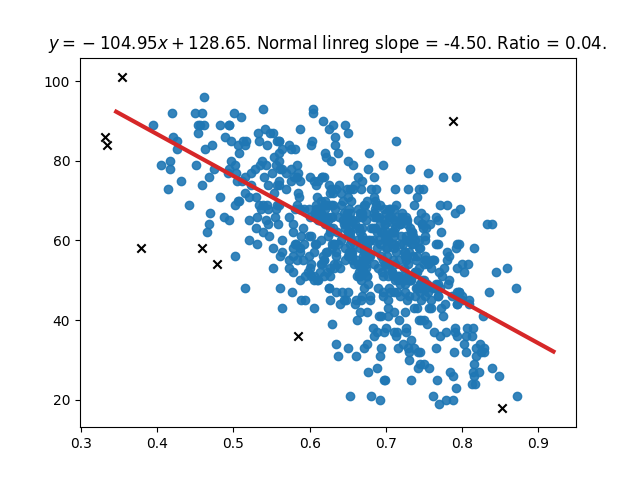 y = − 104.95x + 128.65. Normal linreg slope = -4.50. Ratio = 0.04.
100
80
60
40
20
0.3 0.4 0.5 0.6 0.7 0.8 0.9